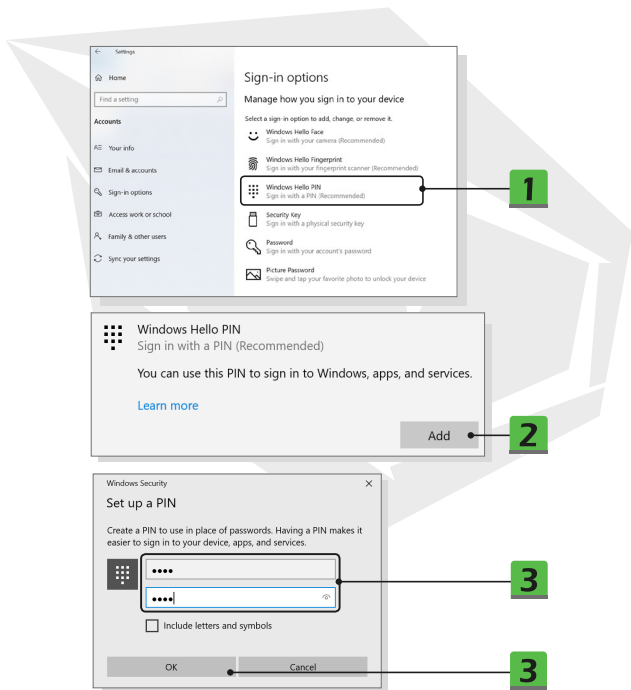 Settings
Home
Find a setting
Accounts
Your info
Email & accounts
Sign-in options
Access work or school
Family & other users
Sync your settings
Sign-in options
Manage how you sign in to your device
Select a sign-in option to add, change, or remove it.
Windows Hello Face
Sign in with your camera (Recommended)
Windows Hello Fingerprint
Sign in with your fingerprint scanner (Recommended)
Windows Hello PIN
Sign in with a PIN (Recommended)
Security Key
Sign in with a physical security key
Password
Sign in with your account's password
Picture Password
Swipe and tap your favorite photo to unlock your device
1
Windows Hello PIN
Sign in with a PIN (Recommended)
You can use this PIN to sign in to Windows, apps, and services.
Learn more
Add
2
Windows Security
Set up a PIN
Create a PIN to use in place of passwords. Having a PIN makes it
easier to sign in to your device, apps, and services.
3
Include letters and symbols
OK
Cancel
3